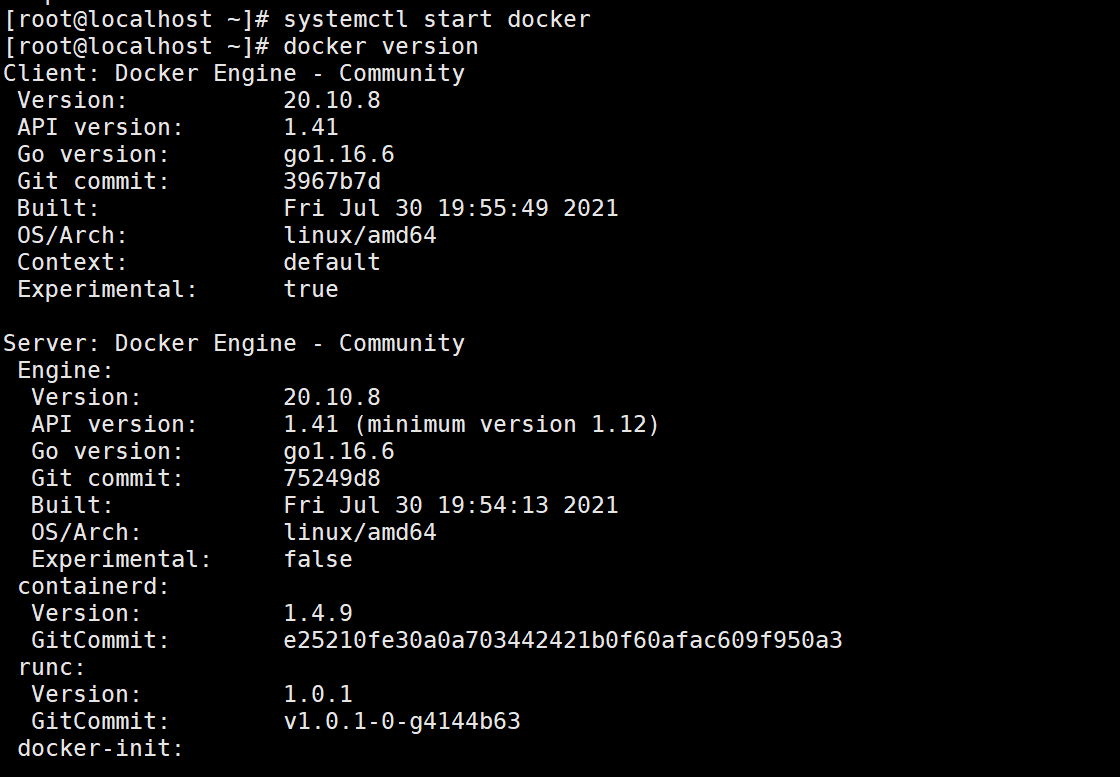 [root@localhost ~]# systemctl start docker
[root@localhost ~]# docker version
Client: Docker Engine - Community
 Version:           20.10.8
 API version:       1.41
 Go version:        go1.16.6
 Git commit:        3967b7d
 Built:             Fri Jul 30 19:55:49 2021
 OS/Arch:           linux/amd64
 Context:           default
 Experimental:      true

Server: Docker Engine - Community
 Engine:
  Version:          20.10.8
  API version:      1.41 (minimum version 1.12)
  Go version:       go1.16.6
  Git commit:       75249d8
  Built:            Fri Jul 30 19:54:13 2021
  OS/Arch:          linux/amd64
  Experimental:     false
 containerd:
  Version:          1.4.9
  GitCommit:        e25210fe30a0a703442421b0f60afac609f950a3
 runc:
  Version:          1.0.1
  GitCommit:        v1.0.1-0-g4144b63
 docker-init: